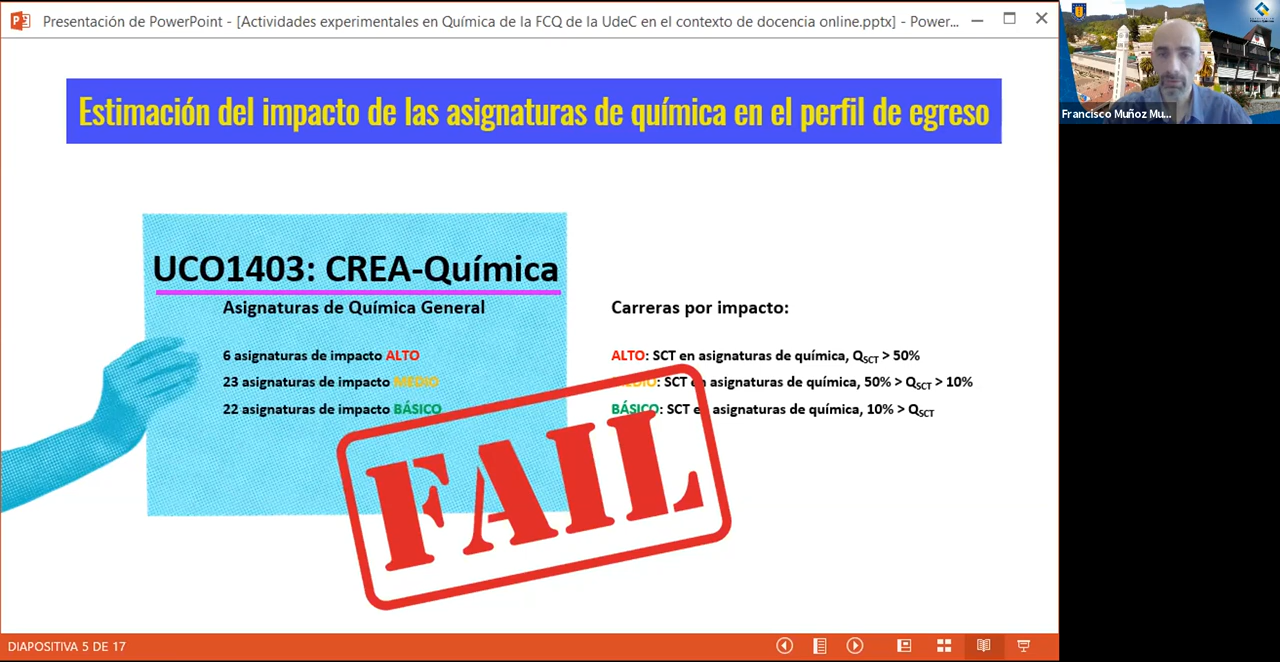 Presentación de PowerPoint - [Actividades experimentales en Química de la FCQ de la UdeC en el contexto de docencia online.pptx] - Power...
Francisco Muñoz Mu...
Estimación del impacto de las asignaturas de química en el perfil de egreso
UCO1403: CREA-Química
Asignaturas de Química General
6 asignaturas de impacto ALTO
23 asignaturas de impacto MEDIO
22 asignaturas de impacto BÁSICO
Carreras por impacto:
ALTO: SCT en asignaturas de química, QSCT > 50%
MEDIO: SCT en asignaturas de química, 50% > QSCT > 10%
BÁSICO: SCT en asignaturas de química, 10% > QSCT
FAIL
DIAPOSITIVA 5 DE 17